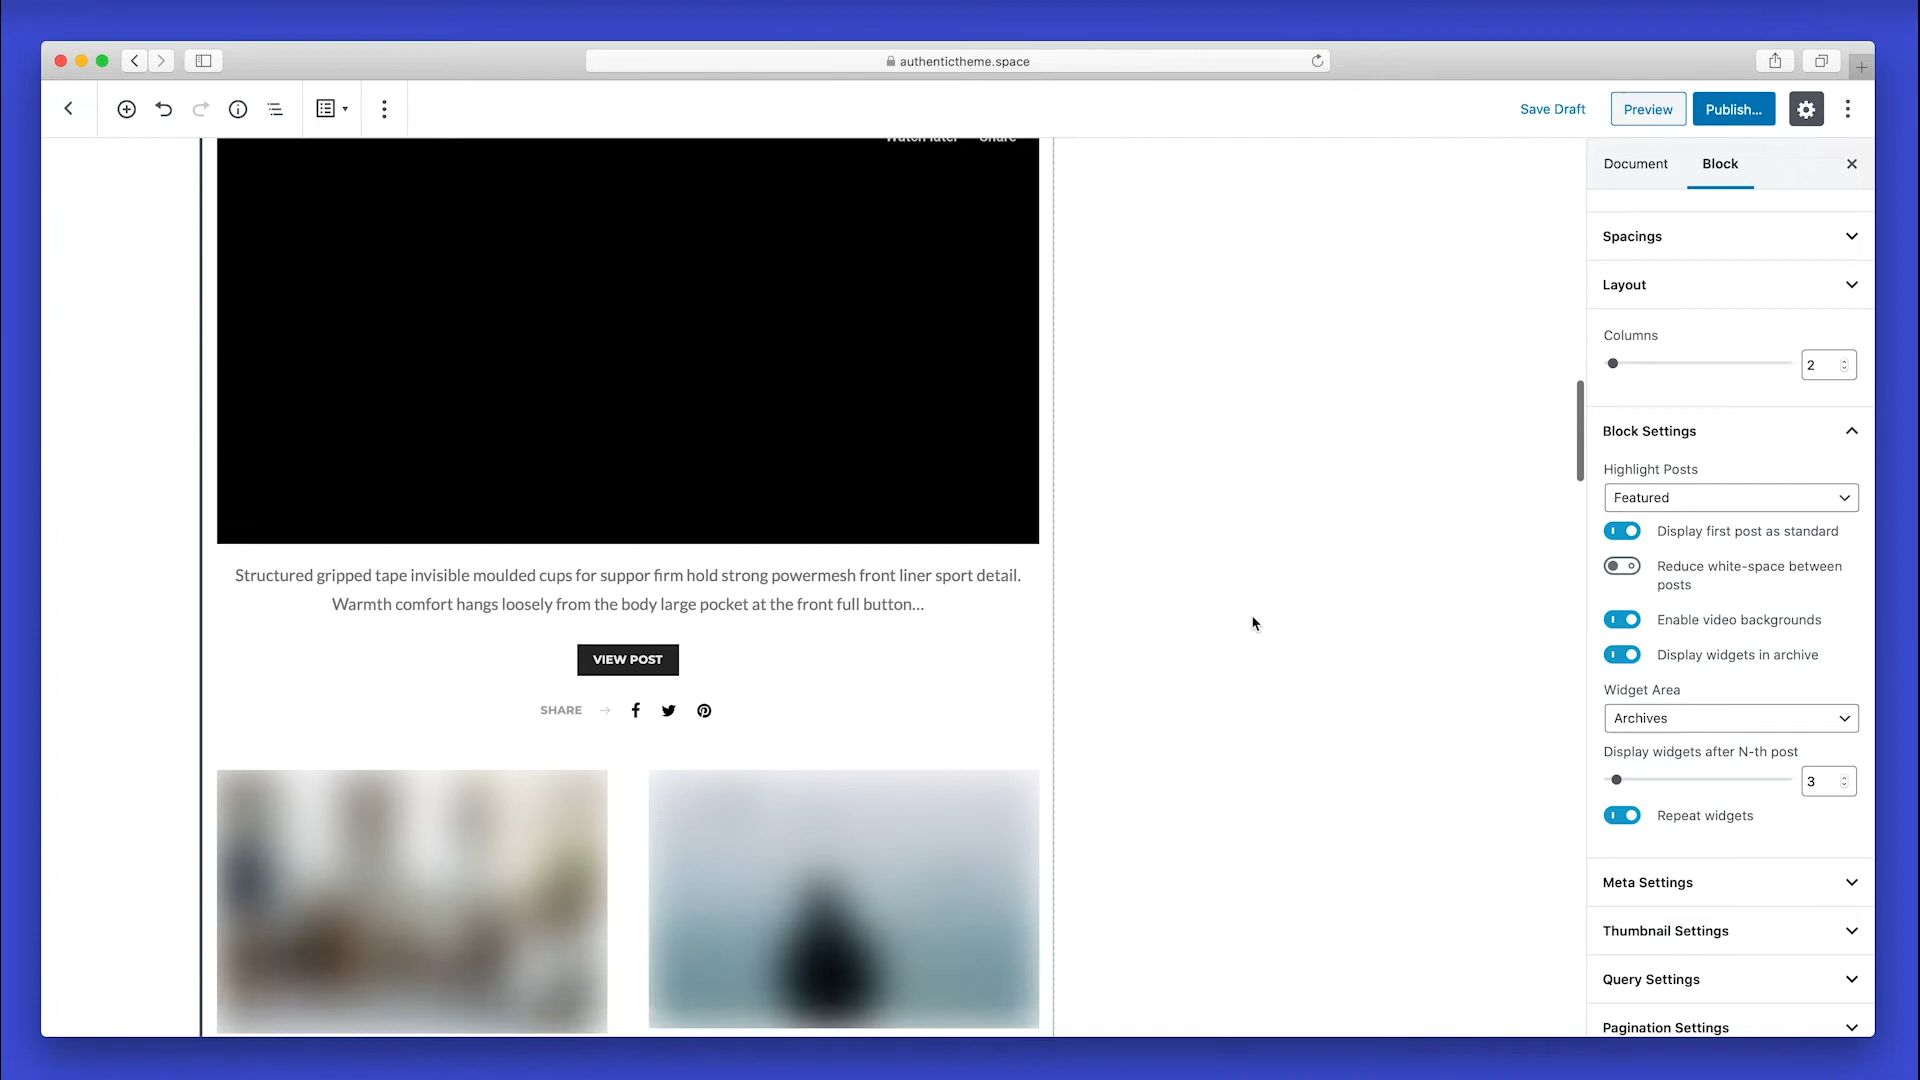 authentictheme.space
Save Draft
Preview
Publish...
Watch later
Share
Document
Block
Spacings
Layout
Columns
2
Block Settings
Highlight Posts
Featured
Display first post as standard
Reduce white-space between
posts
Enable video backgrounds
Display widgets in archive
Widget Area
Archives
Display widgets after N-th post
3
Repeat widgets
Meta Settings
Thumbnail Settings
Query Settings
Pagination Settings
Structured gripped tape invisible moulded cups for suppor firm hold strong powermesh front liner sport detail.
Warmth comfort hangs loosely from the body large pocket at the front full button...
VIEW POST
SHARE